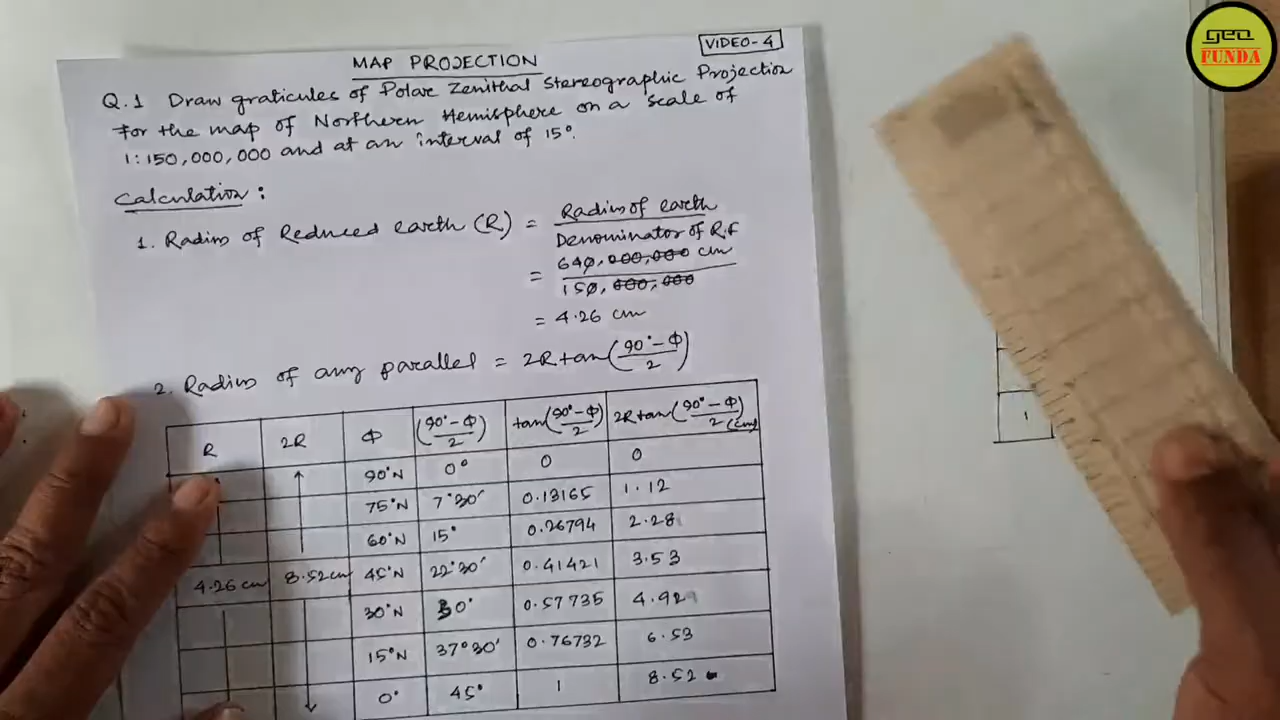 geo
FUNDA
VIDEO-4
MAP PROJECTION
Q.1 Draw graticules of Polar Zenithal Stereographic Projection
for the map of Northern Hemisphere on a scale of
1:150,000,000 and at an interval of 15°.
Calculation :
1. Radius of Reduced earth (R) = Radius of earth / Denominator of R.F
= 640,000,000 cm / 150,000,000
= 4.26 cm
2. Radius of any parallel = 2R tan((90°-Φ)/2)
R 2R Φ ((90°-Φ)/2) tan((90°-Φ)/2) 2R tan((90°-Φ)/2) (cm)
90°N 0° 0 0
75°N 7°30' 0.13165 1.12
60°N 15° 0.26794 2.28
4.26 cm 8.52 cm 45°N 22°30' 0.41421 3.53
30°N 30° 0.57735 4.92
15°N 37°30' 0.76732 6.53
0° 45° 1 8.52
1